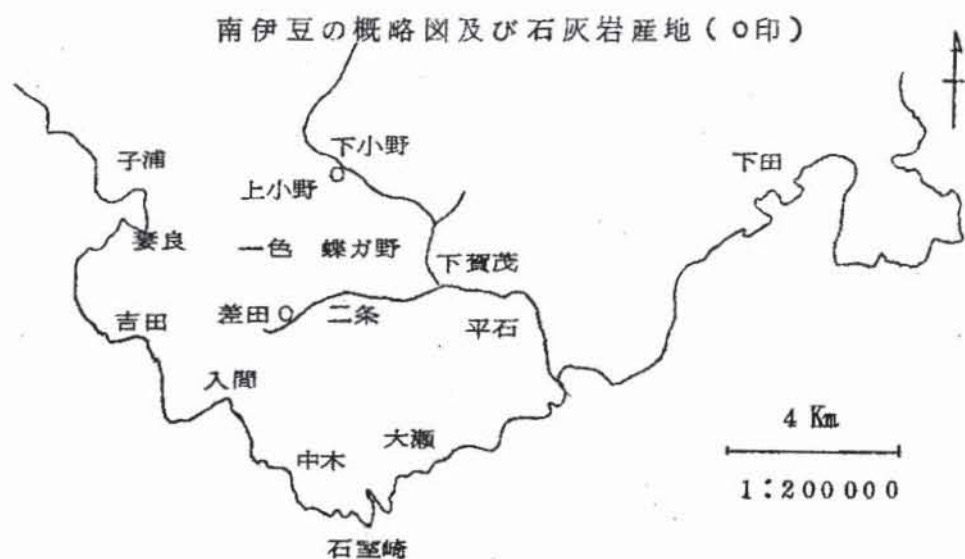 南伊豆の概略図及び石灰岩産地(○印)
下小野
下田
子浦
上小野
妻良
一色
蝶ガ野
下賀茂
差田
二条
吉田
平石
入間
4 Km
大瀬
中木
1:200000
石室崎